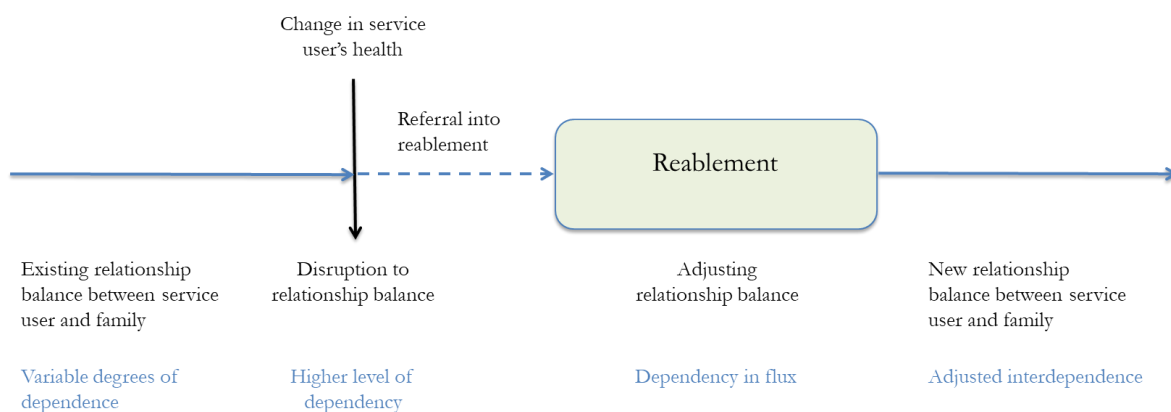 Change in service
user's health
Referral into
reablement
Reablement
Existing relationship
balance between service
user and family
Disruption to
relationship balance
Adjusting
relationship balance
New relationship
balance between service
user and family
Variable degrees of
dependence
Higher level of
dependency
Dependency in flux
Adjusted interdependence